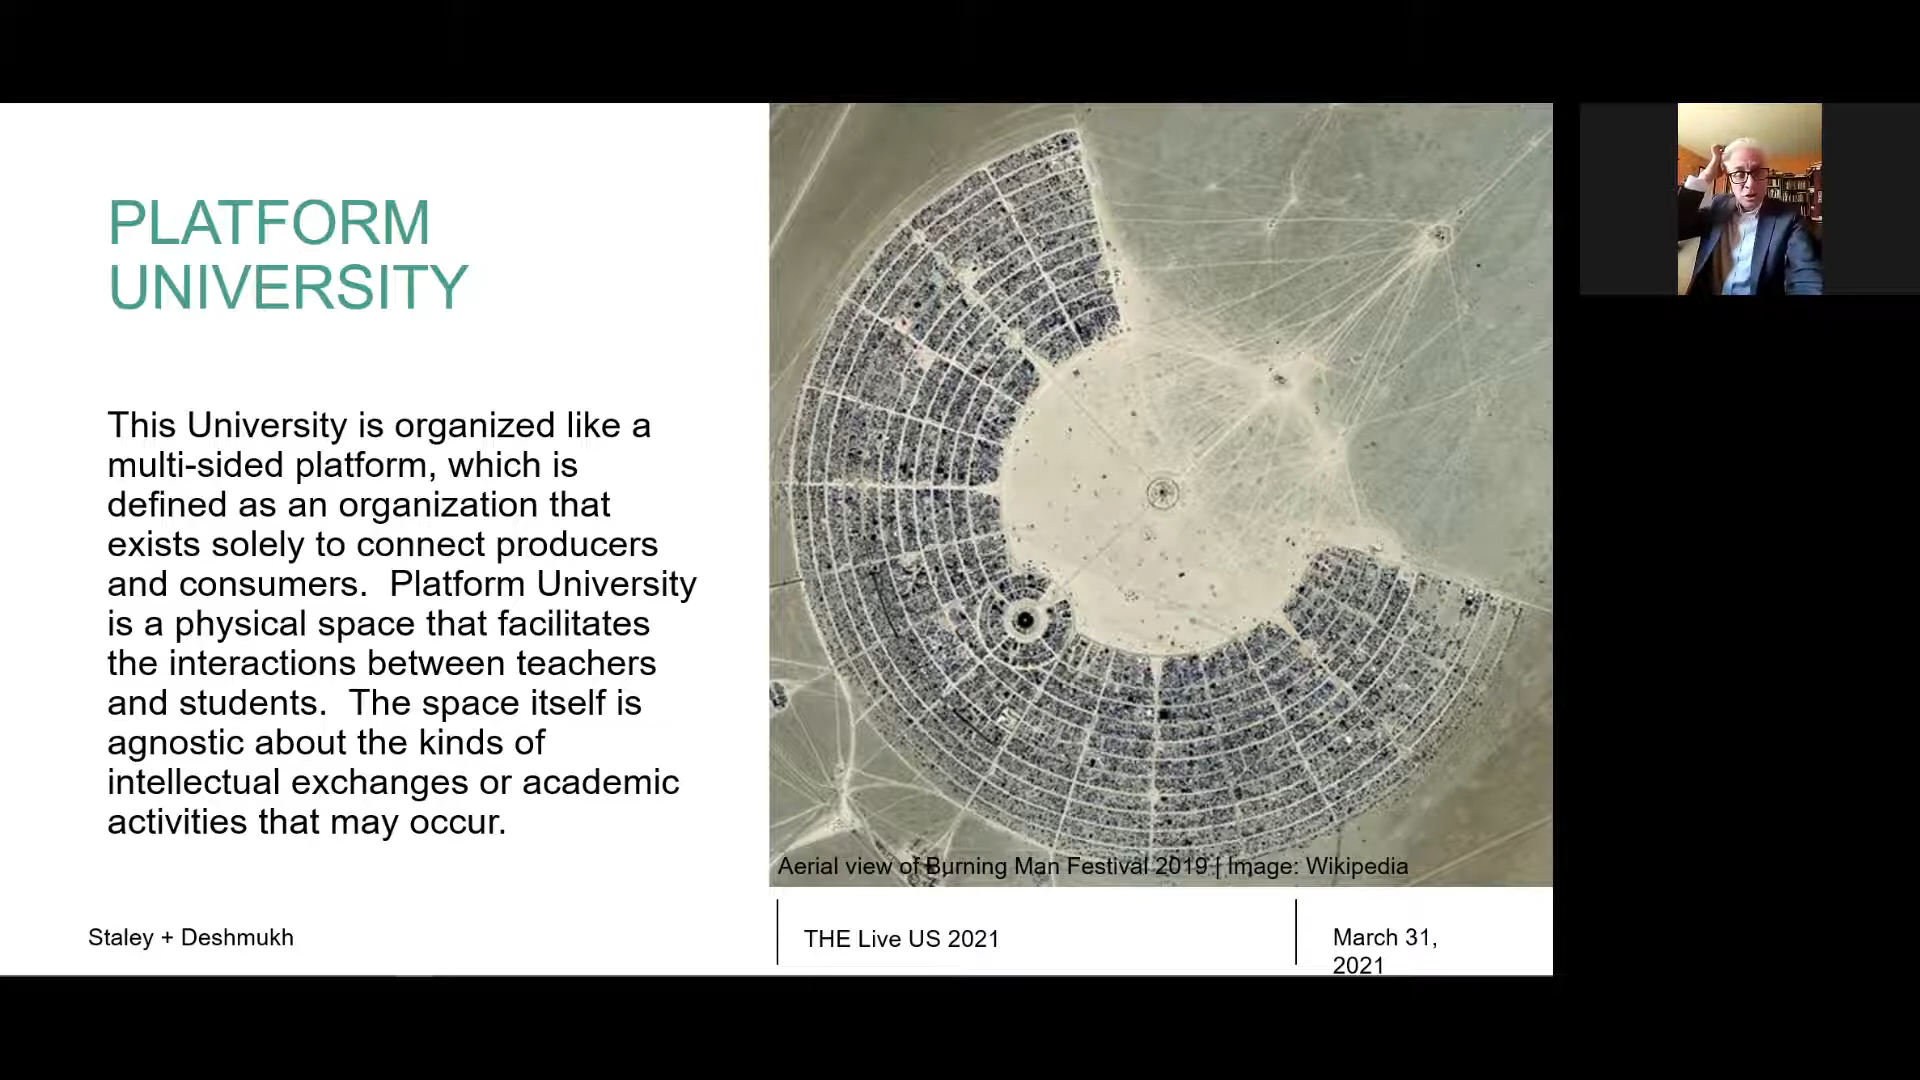 PLATFORM
UNIVERSITY
This University is organized like a
multi-sided platform, which is
defined as an organization that
exists solely to connect producers
and consumers.  Platform University
is a physical space that facilitates
the interactions between teachers
and students.  The space itself is
agnostic about the kinds of
intellectual exchanges or academic
activities that may occur.
Aerial view of Burning Man Festival 2019 | Image: Wikipedia
Staley + Deshmukh
THE Live US 2021
March 31,
2021